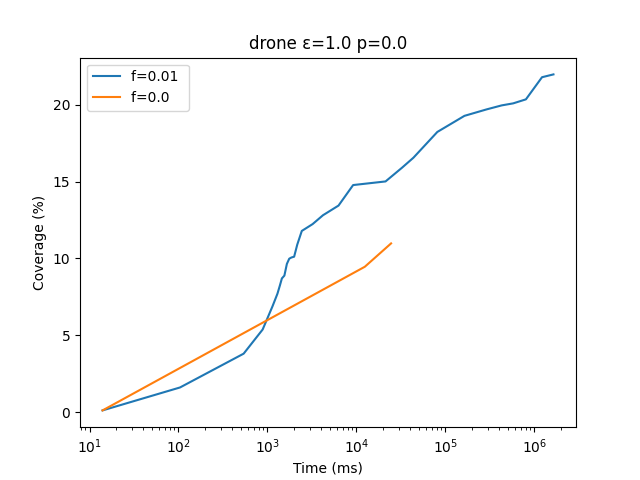 drone ε=1.0 p=0.0
f=0.01
f=0.0
Coverage (%)
20
15
10
5
0
10¹ 10² 10³ 10⁴ 10⁵ 10⁶
Time (ms)